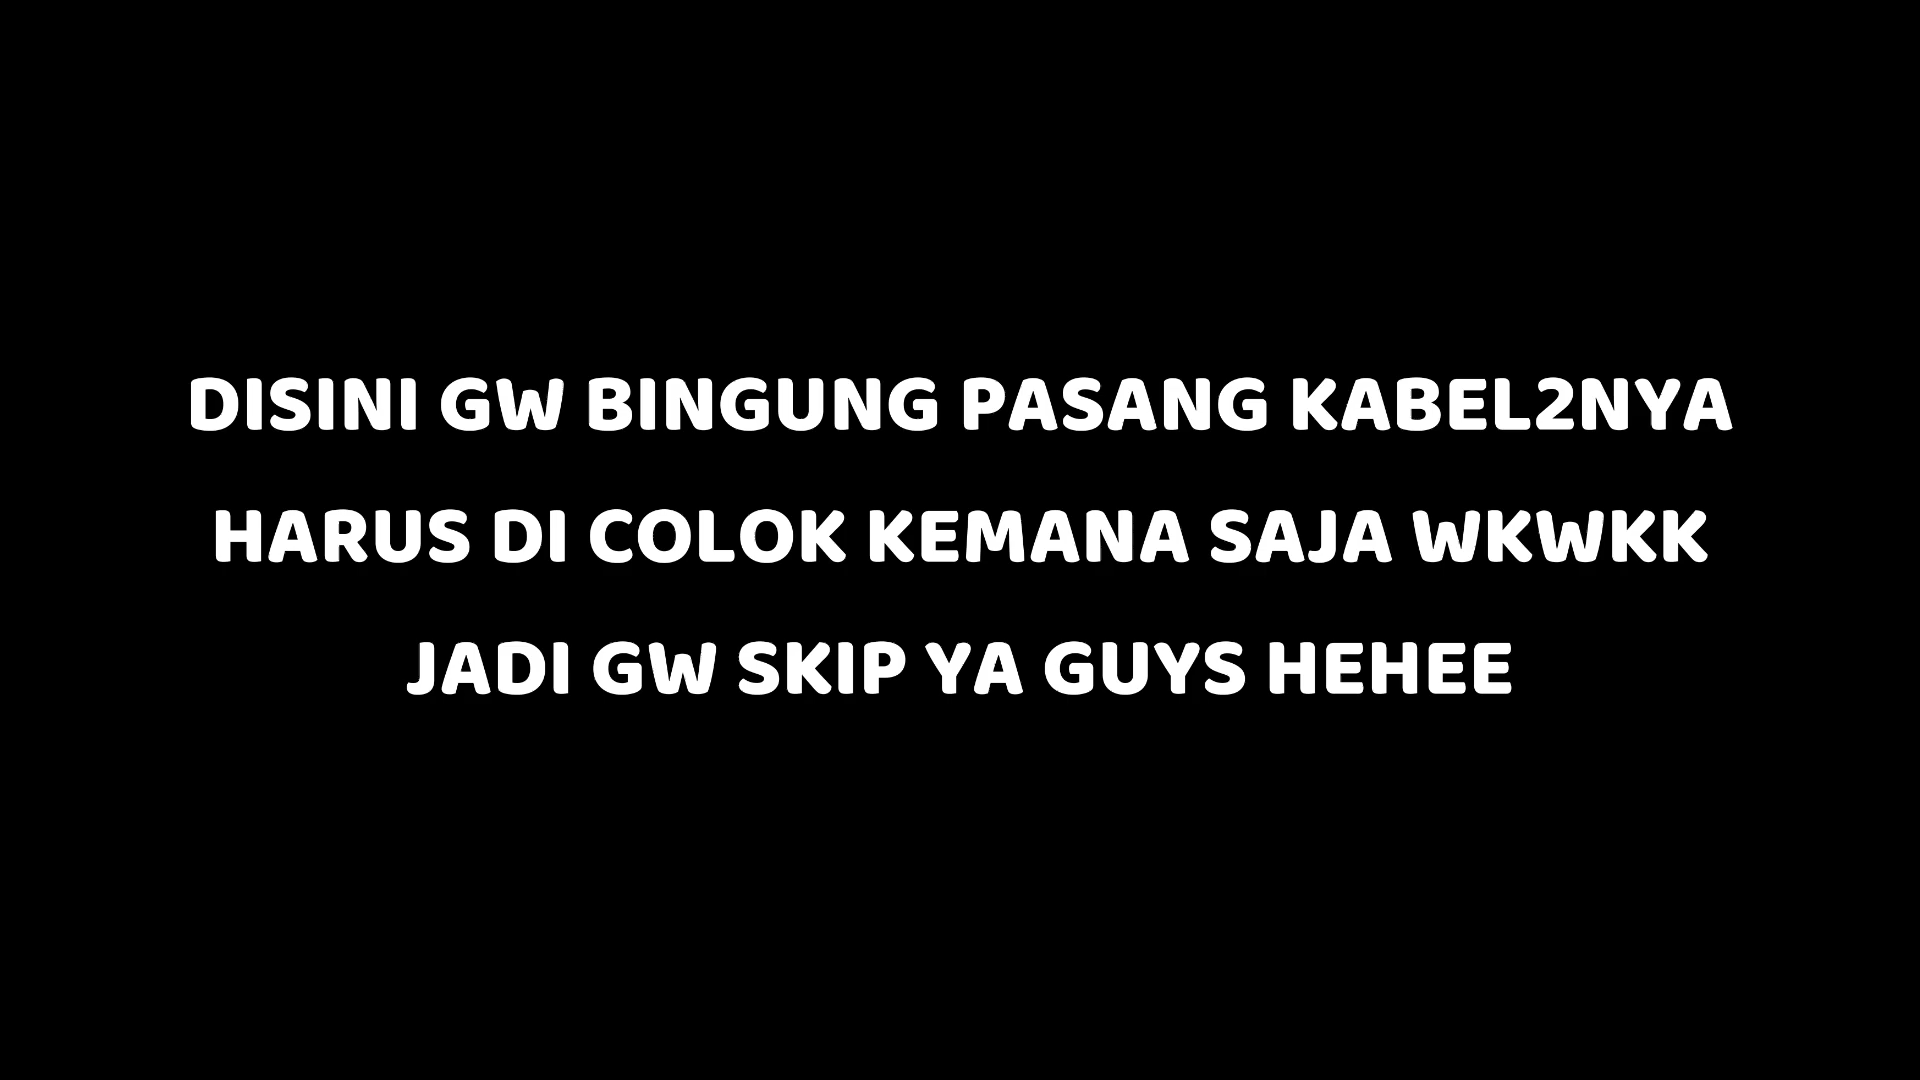 DISINI GW BINGUNG PASANG KABEL2NYA
HARUS DI COLOK KEMANA SAJA WKWKK
JADI GW SKIP YA GUYS HEHEE